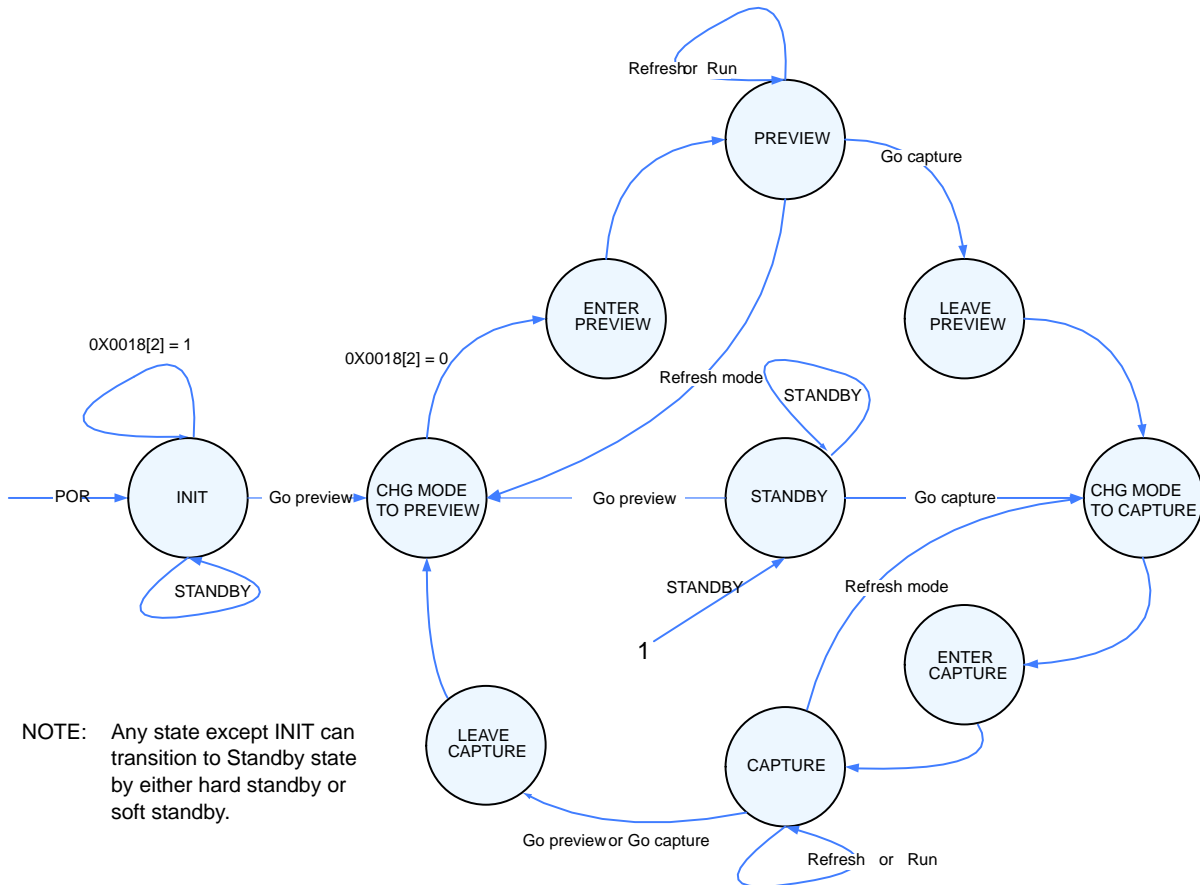 Refreshor Run
PREVIEW
Go capture
ENTER
PREVIEW
LEAVE
PREVIEW
0X0018[2] = 1
0X0018[2] = 0
Refresh mode
STANDBY
POR
INIT
Go preview
CHG MODE
TO PREVIEW
Go preview
STANDBY
Go capture
CHG MODE
TO CAPTURE
STANDBY
STANDBY
Refresh mode
1
ENTER
CAPTURE
NOTE: Any state except INIT can
transition to Standby state
by either hard standby or
soft standby.
LEAVE
CAPTURE
CAPTURE
Go preview or Go capture
Refresh or Run